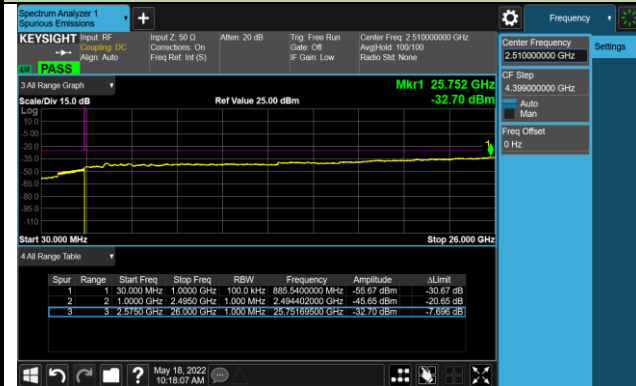 Spectrum Analyzer 1
Spurious Emissions
Frequency
KEYSIGHT Input: RF Input Z: 50 Ω Atten: 20 dB Trig: Free Run Center Freq: 2.510000000 GHz
Coupling: DC Corrections: On Gate: Off Avg|Hold: 100/100
Align: Auto Freq Ref: Int (S) IF Gain: Low Radio Std: None
PASS
3 All Range Graph
Mkr1 25.752 GHz
Scale/Div 15.0 dB Ref Value 25.00 dBm -32.70 dBm
Log
10.0
-5.00
-20.0
-35.0
-50.0
-65.0
-80.0
-95.0
-110
1
Start 30.000 MHz Stop 26.000 GHz
4 All Range Table
Spur Range Start Freq Stop Freq RBW Frequency Amplitude ΔLimit
1 1 30.000 MHz 1.0000 GHz 100.0 kHz 885.5400000 MHz -55.67 dBm -30.67 dB
2 2 1.0000 GHz 2.4950 GHz 1.000 MHz 2.494402000 GHz -45.65 dBm -20.65 dB
3 3 2.5750 GHz 26.000 GHz 1.000 MHz 25.75169500 GHz -32.70 dBm -7.696 dB
May 18, 2022
10:18:07 AM
Center Frequency
2.510000000 GHz
Settings
CF Step
4.399000000 GHz
Auto
Man
Freq Offset
0 Hz